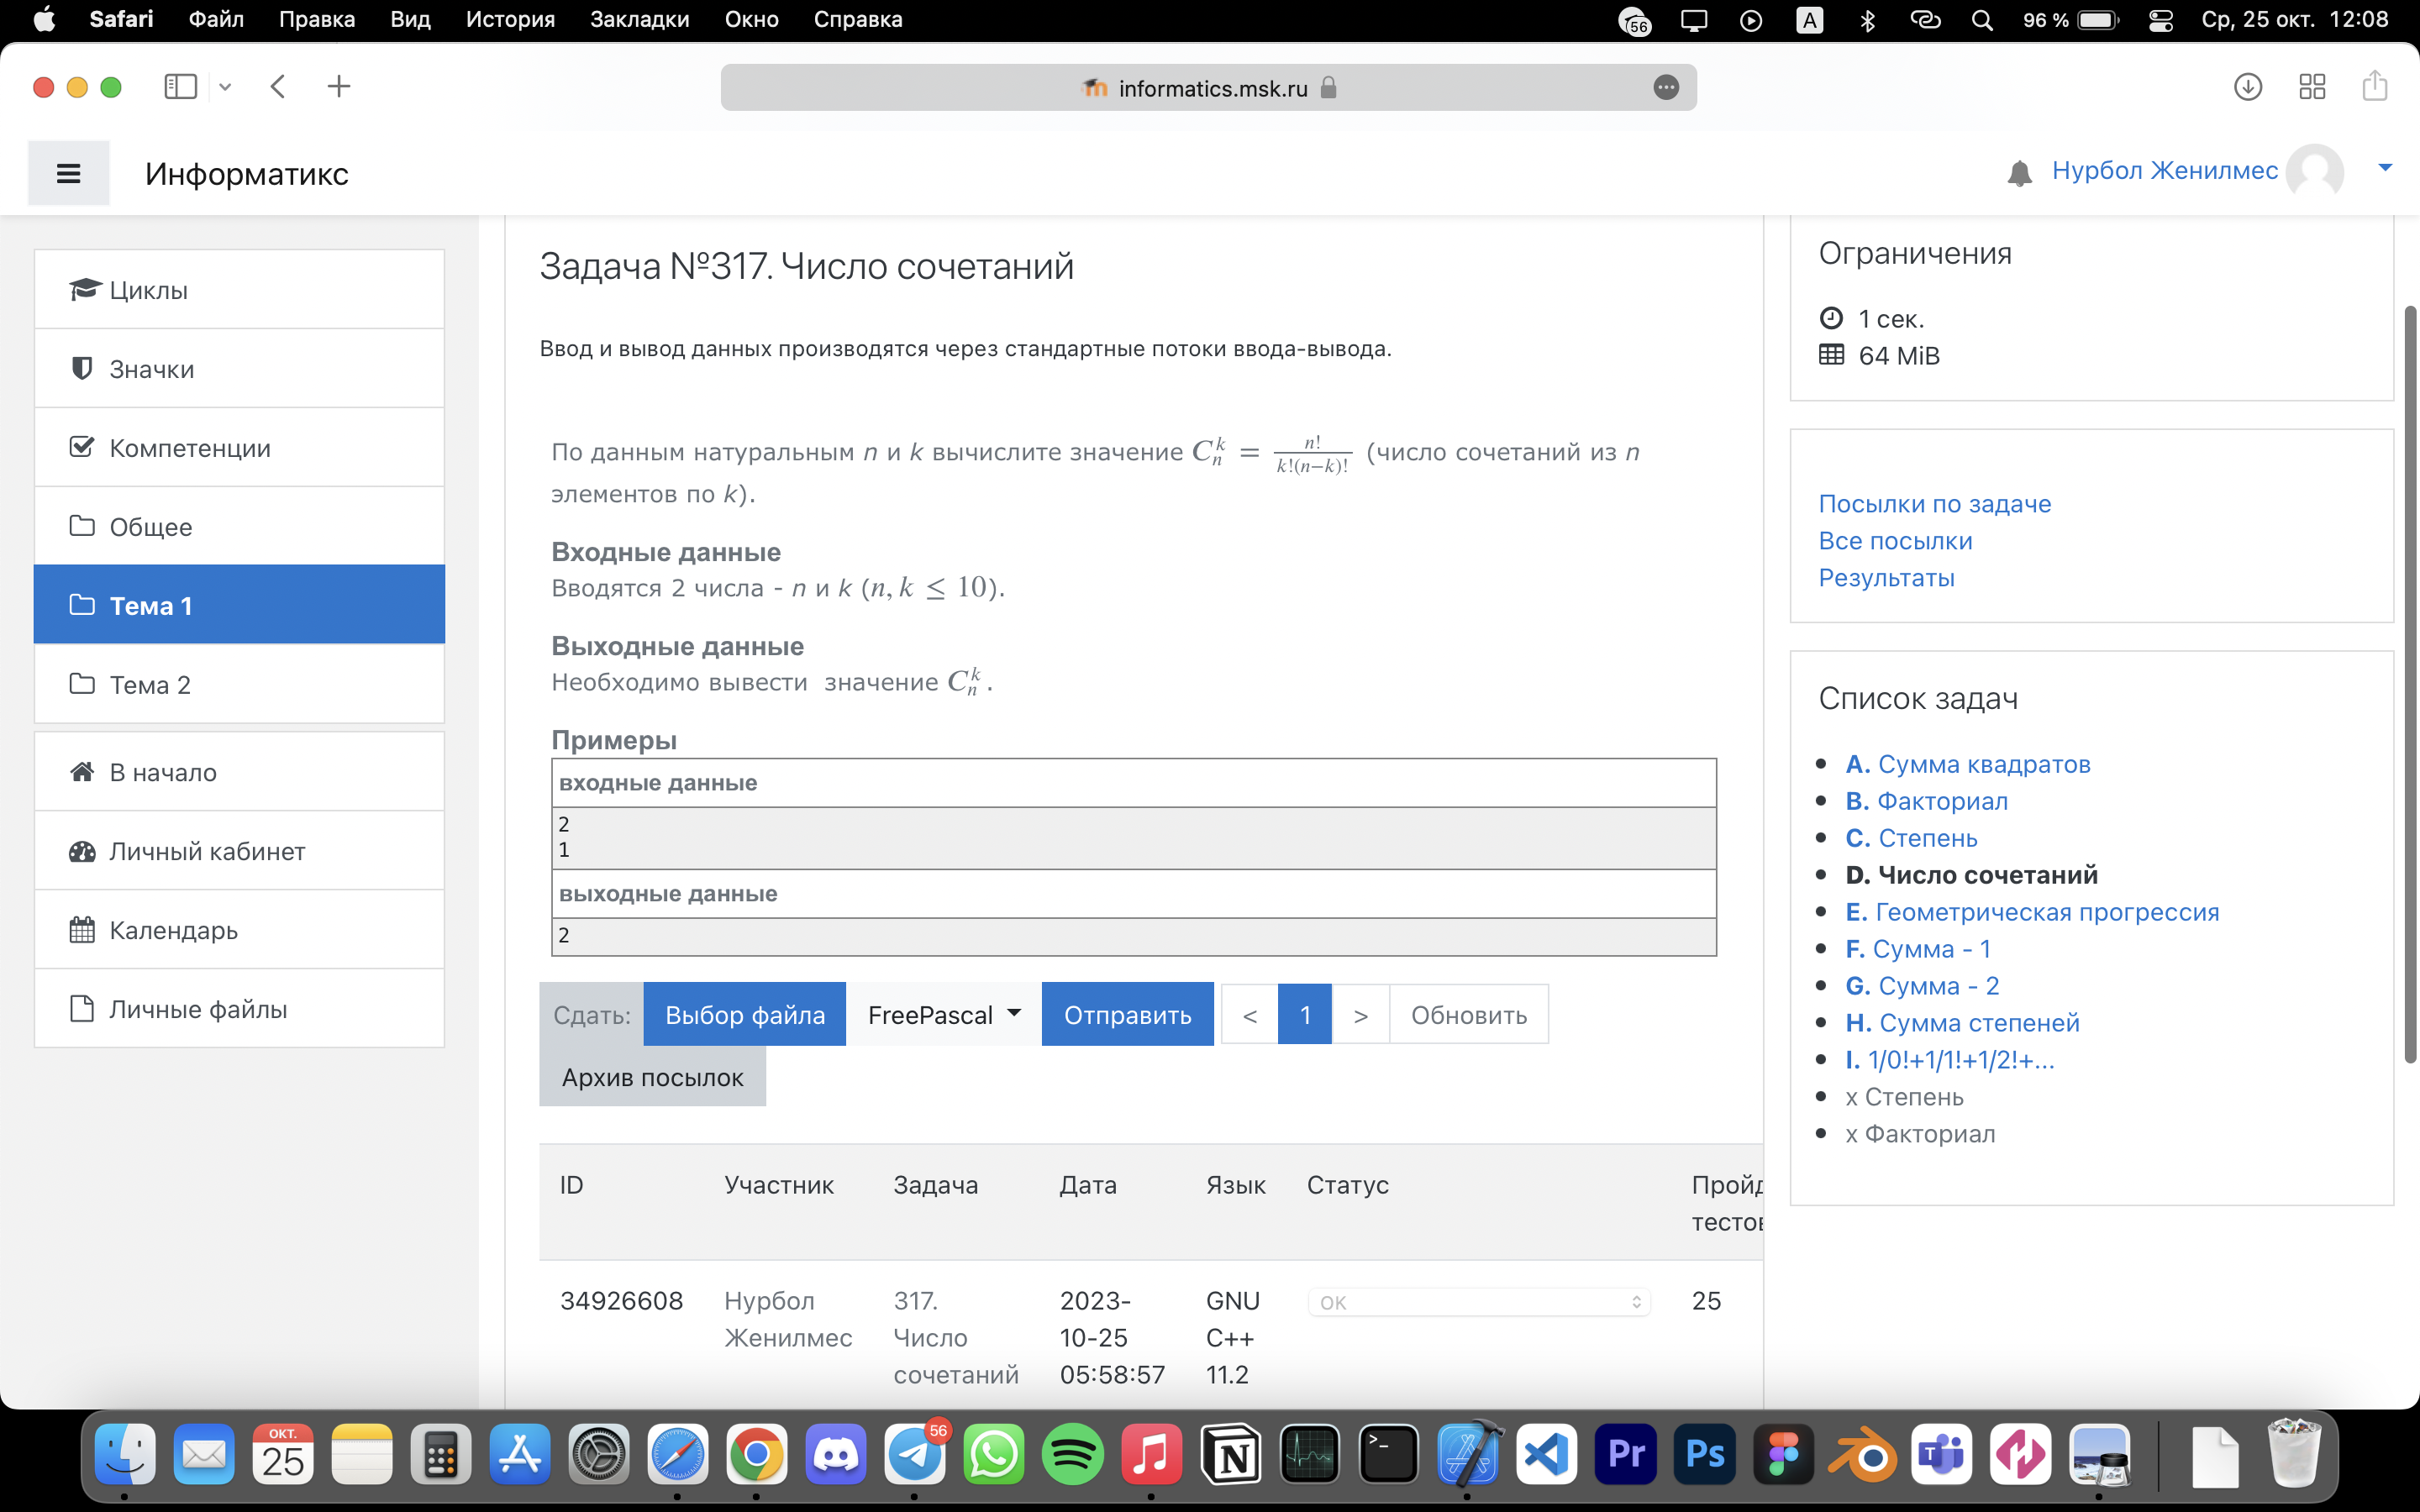 Safari Файл Правка Вид История Закладки Окно Справка 56 A 96 % Ср, 25 окт. 12:08
informatics.msk.ru
Информатикс
Нурбол Женилмес
Циклы
Значки
Компетенции
Общее
Тема 1
Тема 2
В начало
Личный кабинет
Календарь
Личные файлы
Задача №317. Число сочетаний
Ввод и вывод данных производятся через стандартные потоки ввода-вывода.
По данным натуральным n и k вычислите значение C_n^k = n!/(k!(n−k)!) (число сочетаний из n
элементов по k).
Входные данные
Вводятся 2 числа - n и k (n, k ≤ 10).
Выходные данные
Необходимо вывести значение C_n^k .
Примеры
входные данные
2
1
выходные данные
2
Сдать: Выбор файла FreePascal Отправить < 1 > Обновить
Архив посылок
ID Участник Задача Дата Язык Статус Пройд
тестов
34926608 Нурбол 317. 2023- GNU OK 25
Женилмес Число 10-25 C++
сочетаний 05:58:57 11.2
Ограничения
1 сек.
64 MiB
Посылки по задаче
Все посылки
Результаты
Список задач
A. Сумма квадратов
B. Факториал
C. Степень
D. Число сочетаний
E. Геометрическая прогрессия
F. Сумма - 1
G. Сумма - 2
H. Сумма степеней
I. 1/0!+1/1!+1/2!+...
x Степень
x Факториал
ОКТ.
25
56
N
>_
Pr
Ps
T